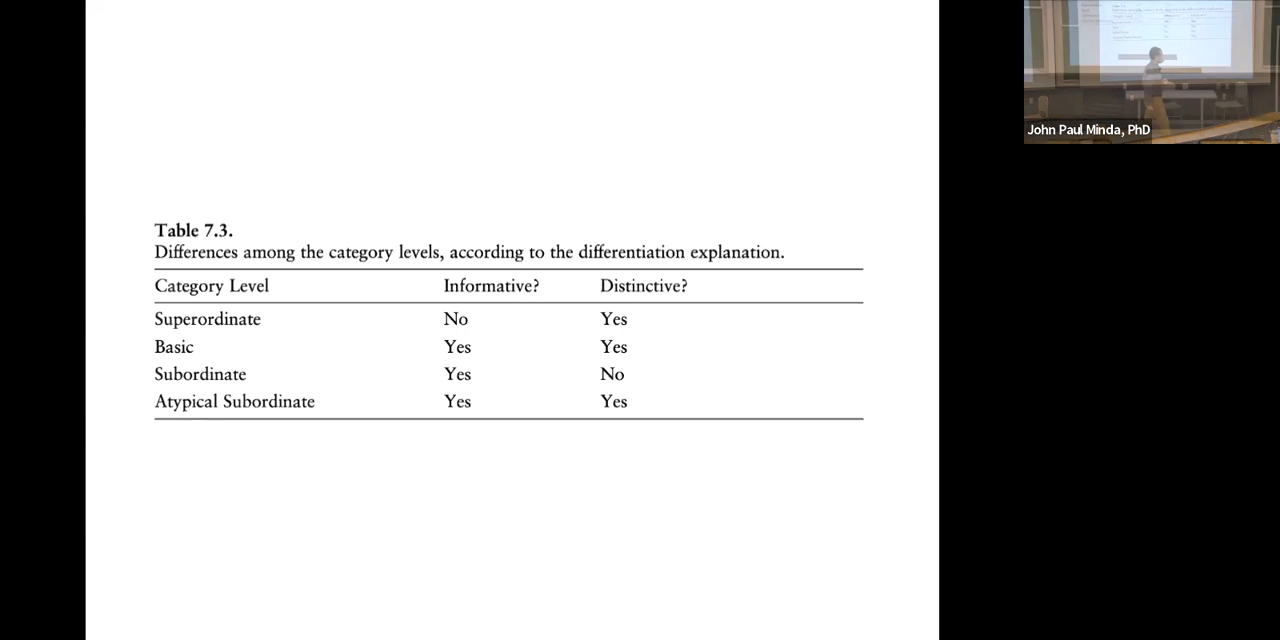 Table 7.3.
Differences among the category levels, according to the differentiation explanation.
Category Level Informative? Distinctive?
Superordinate No Yes
Basic Yes Yes
Subordinate Yes No
Atypical Subordinate Yes Yes
John Paul Minda, PhD